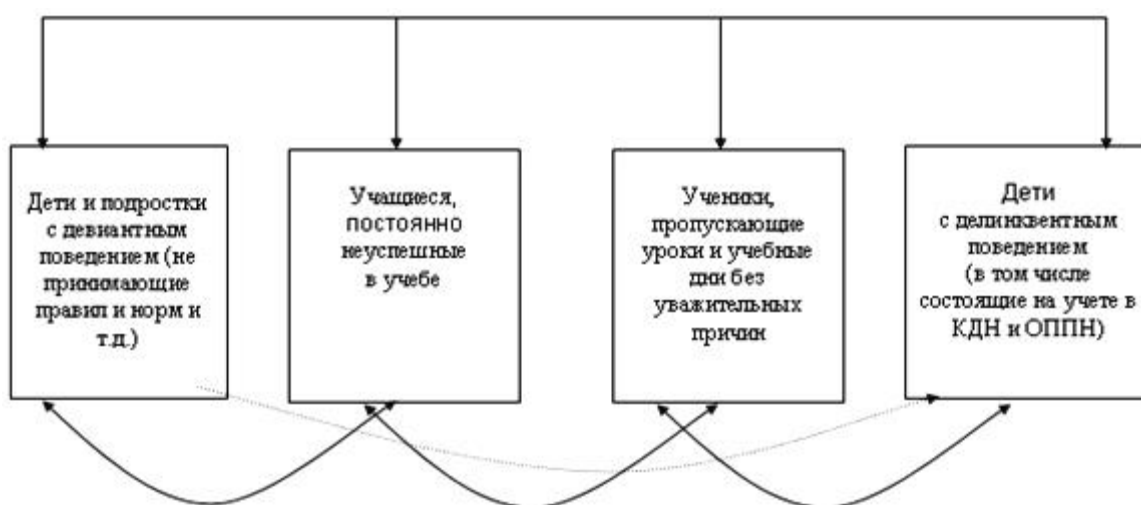 Дети и подростки
с девиантным
поведением (не
принимающие
правил и норм и
т.д.)
Учащиеся,
постоянно
неуспешные
в учебе
Ученики,
пропускающие
уроки и учебные
дни без
уважительных
причин
Дети
с делинквентным
поведением
(в том числе
состоящие на учете в
КДН и ОППН)